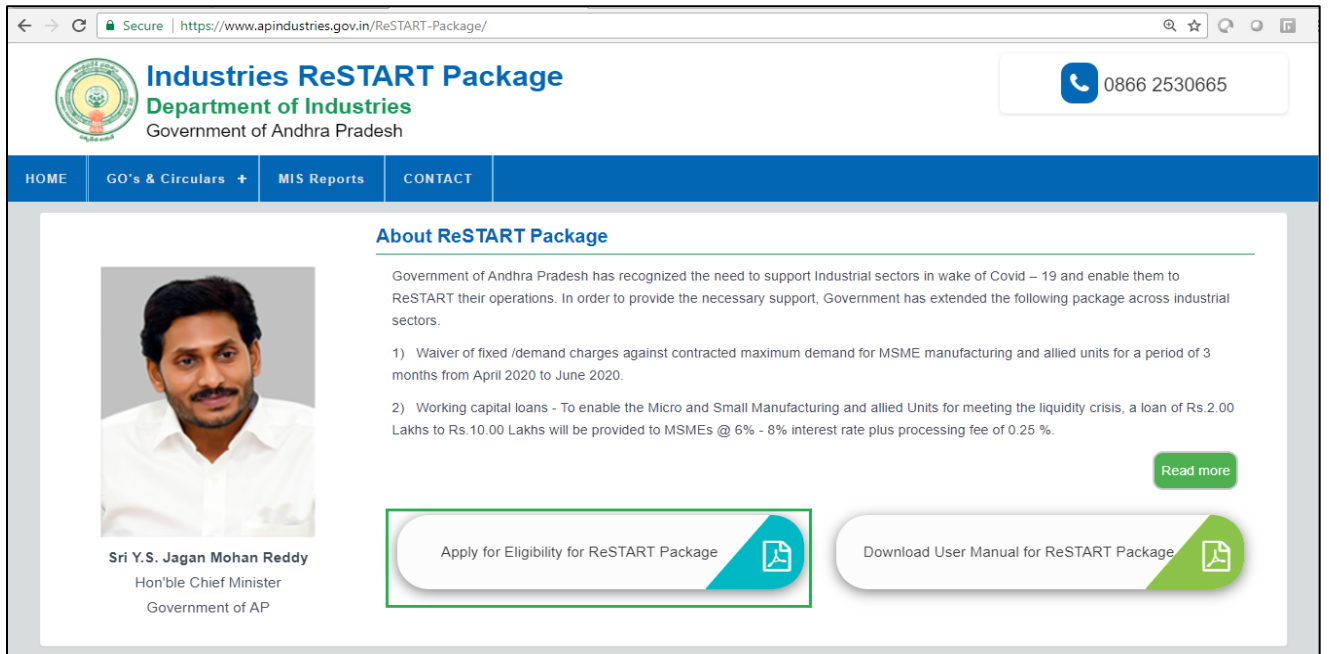 Secure | https://www.apindustries.gov.in/ReSTART-Package/
Industries ReSTART Package
Department of Industries
Government of Andhra Pradesh
0866 2530665
HOME GO's & Circulars + MIS Reports CONTACT
About ReSTART Package
Government of Andhra Pradesh has recognized the need to support Industrial sectors in wake of Covid – 19 and enable them to
ReSTART their operations. In order to provide the necessary support, Government has extended the following package across industrial
sectors.
1) Waiver of fixed /demand charges against contracted maximum demand for MSME manufacturing and allied units for a period of 3
months from April 2020 to June 2020.
2) Working capital loans - To enable the Micro and Small Manufacturing and allied Units for meeting the liquidity crisis, a loan of Rs.2.00
Lakhs to Rs.10.00 Lakhs will be provided to MSMEs @ 6% - 8% interest rate plus processing fee of 0.25 %.
Read more
Sri Y.S. Jagan Mohan Reddy
Hon'ble Chief Minister
Government of AP
Apply for Eligibility for ReSTART Package
Download User Manual for ReSTART Package